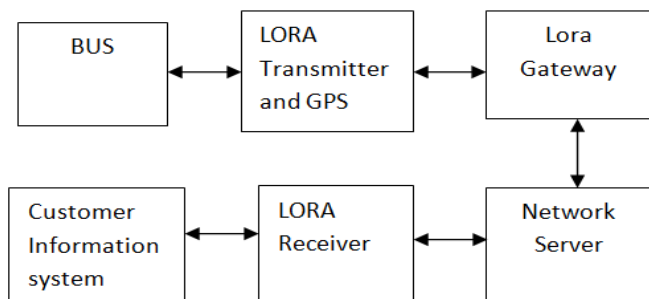 BUS
LORA
Transmitter
and GPS
Lora
Gateway
Customer
Information
system
LORA
Receiver
Network
Server